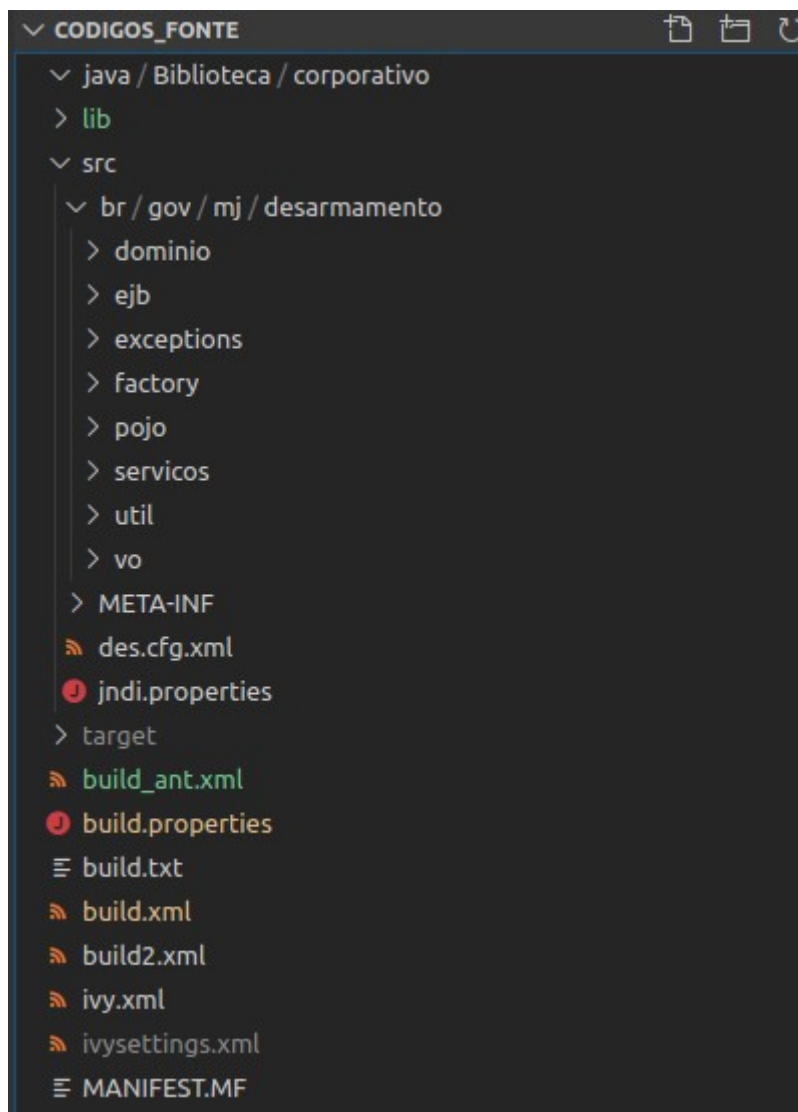 CODIGOS_FONTE
java / Biblioteca / corporativo
lib
src
br / gov / mj / desarmamento
dominio
ejb
exceptions
factory
pojo
servicos
util
vo
META-INF
des.cfg.xml
J jndi.properties
target
build_ant.xml
J build.properties
build.txt
build.xml
build2.xml
ivy.xml
ivysettings.xml
MANIFEST.MF